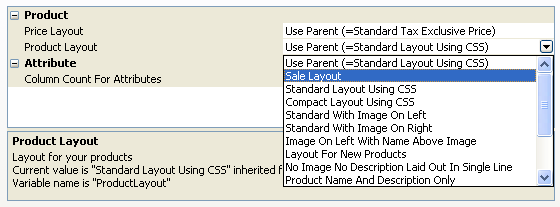 Product
Price Layout Use Parent (=Standard Tax Exclusive Price)
Product Layout Use Parent (=Standard Layout Using CSS)
Attribute
Column Count For Attributes
Use Parent (=Standard Layout Using CSS)
Sale Layout
Standard Layout Using CSS
Compact Layout Using CSS
Standard With Image On Left
Standard With Image On Right
Image On Left With Name Above Image
Layout For New Products
No Image No Description Laid Out In Single Line
Product Name And Description Only
Product Layout
Layout for your products
Current value is "Standard Layout Using CSS" inherited
Variable name is "ProductLayout"